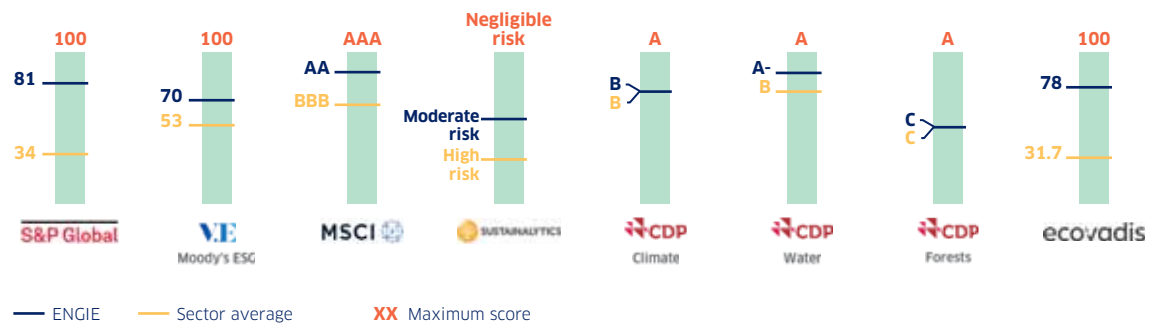 100
81
34
S&P Global
100
70
53
V.E
Moody's ESG
AAA
AA
BBB
MSCI
Negligible
risk
Moderate
risk
High
risk
SUSTAINALYTICS
A
B
B
CDP
Climate
A
A-
B
CDP
Water
A
C
C
CDP
Forests
100
78
31.7
ecovadis
ENGIE Sector average XX Maximum score